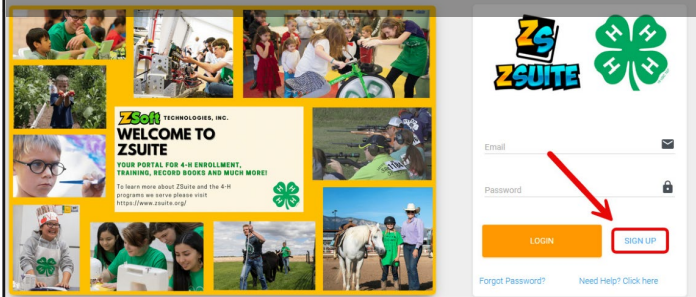 ZSoft TECHNOLOGIES, INC.
WELCOME TO
ZSUITE
YOUR PORTAL FOR 4-H ENROLLMENT,
TRAINING, RECORD BOOKS AND MUCH MORE!
To learn more about ZSuite and the 4-H
programs we serve please visit
https://www.zsuite.org/
H H
H H
ZS
ZSUITE
H H
H H
Email
Password
LOGIN
SIGN UP
Forgot Password?
Need Help? Click here